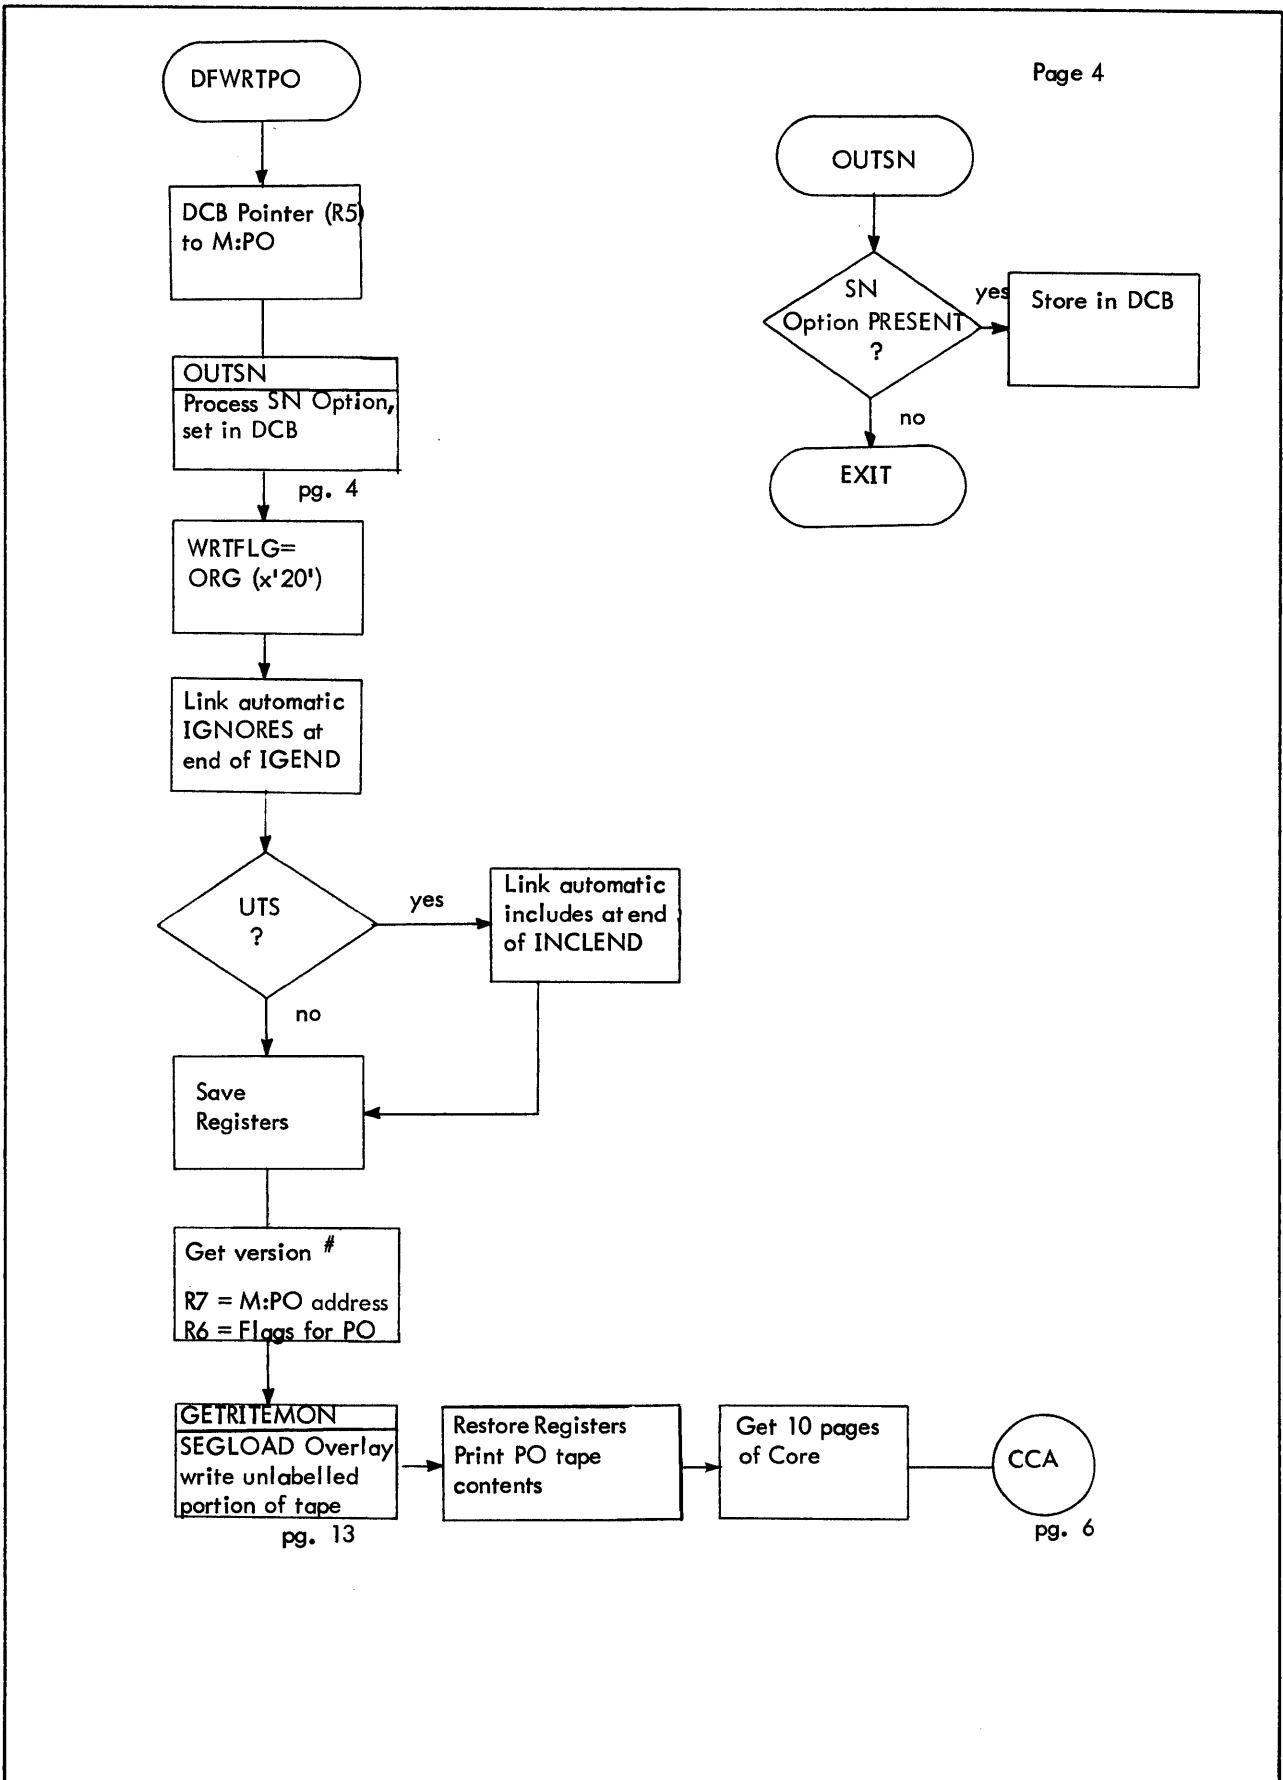 Page 4
DFWRTPO
DCB Pointer (R5)
to M:PO
OUTSN
Process SN Option,
set in DCB
pg. 4
WRTFLG=
ORG (x'20')
Link automatic
IGNORES at
end of IGEND
UTS
?
yes
Link automatic
includes at end
of INCLEND
no
Save
Registers
Get version #
R7 = M:PO address
R6 = Flags for PO
GETRITEMON
SEGLOAD Overlay
write unlabelled
portion of tape
pg. 13
Restore Registers
Print PO tape
contents
Get 10 pages
of Core
CCA
pg. 6
OUTSN
SN
Option PRESENT
?
yes
Store in DCB
no
EXIT